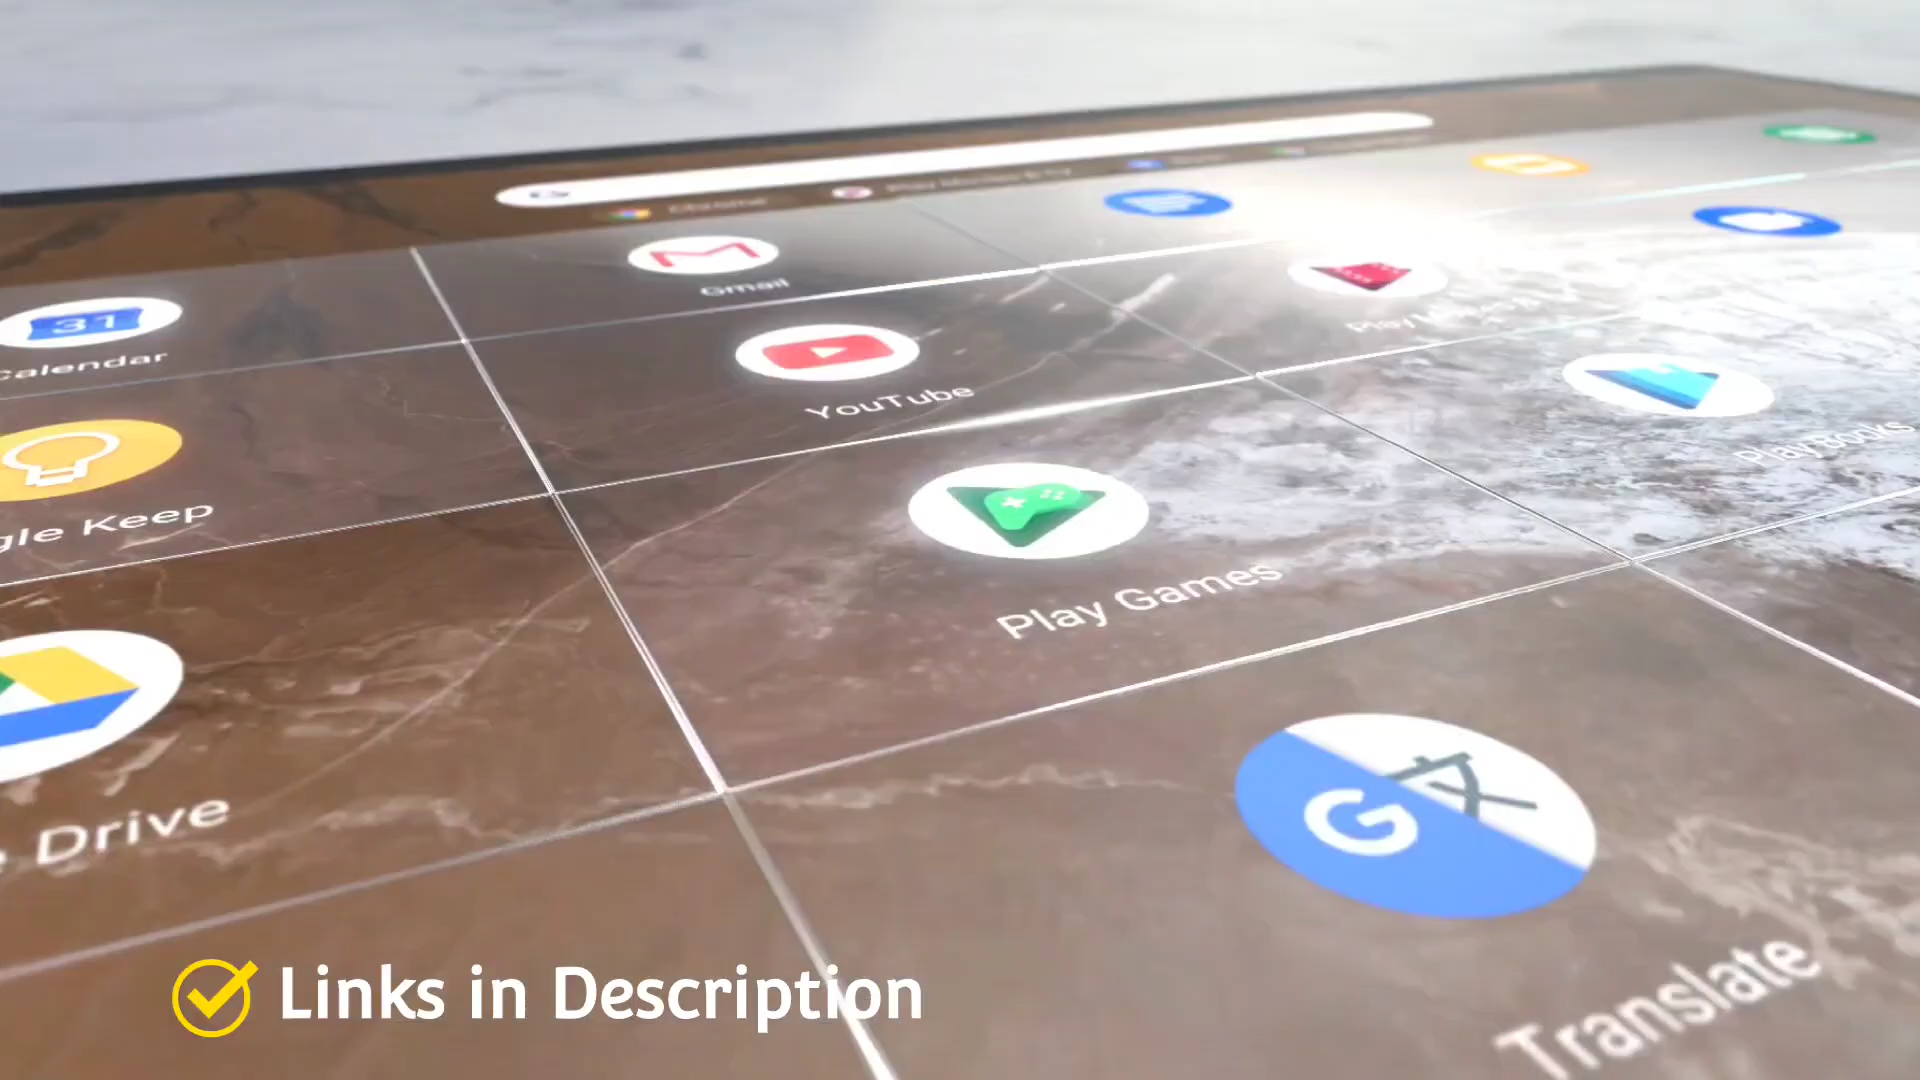 Gmail
31
Calendar
YouTube
gle Keep
Play Games
Play Books
Drive
G
Translate
Links in Description